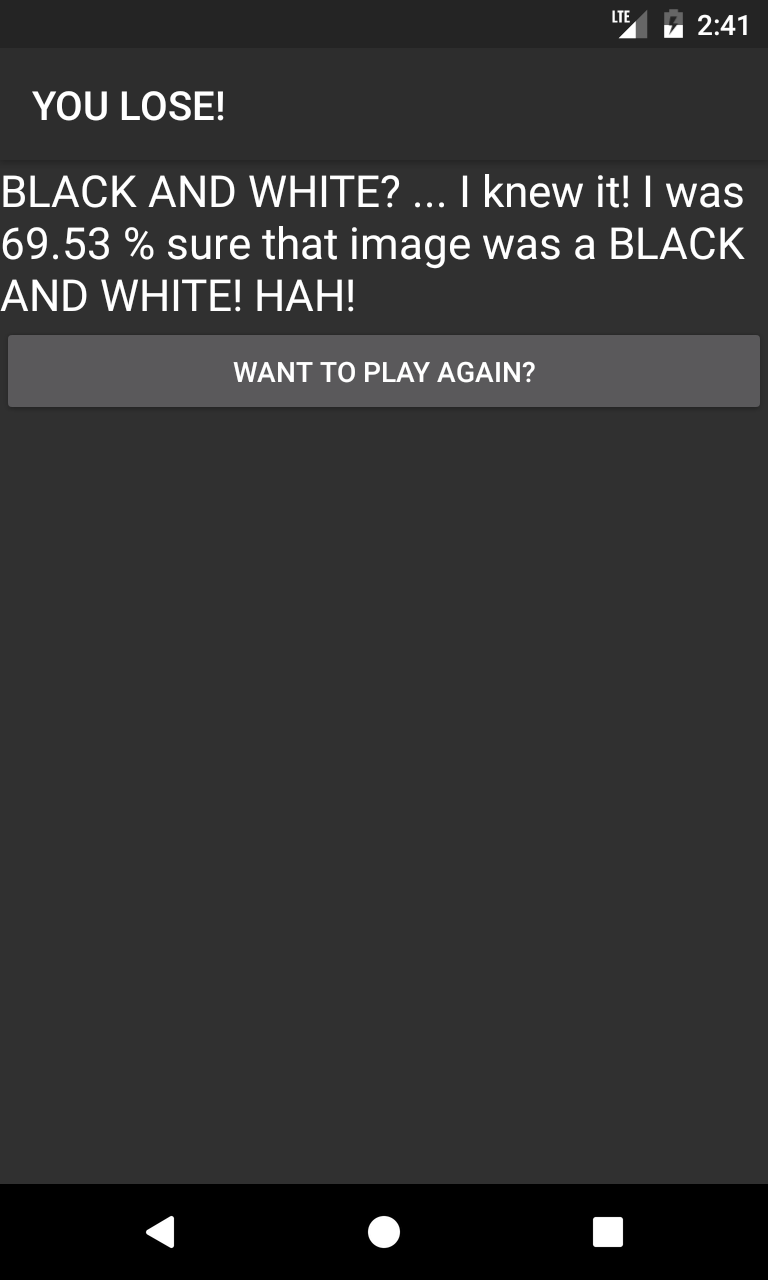 LTE 2:41
YOU LOSE!
BLACK AND WHITE? ... I knew it! I was
69.53 % sure that image was a BLACK
AND WHITE! HAH!
WANT TO PLAY AGAIN?